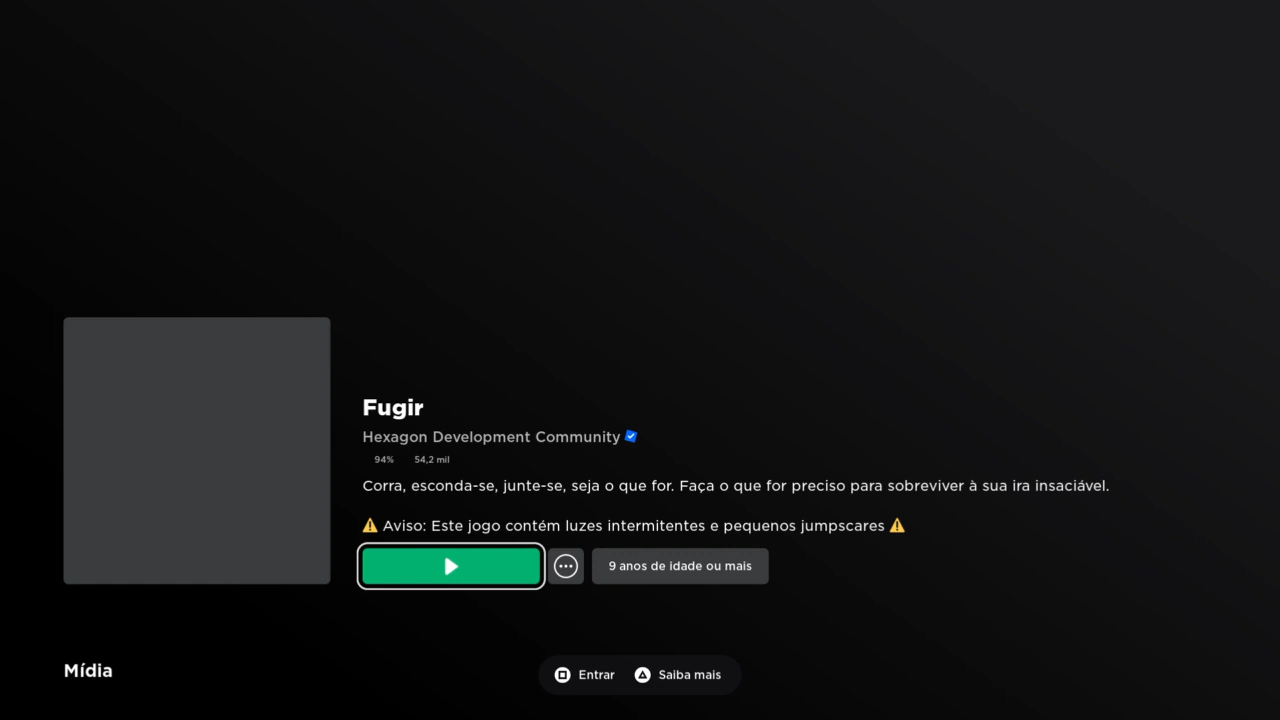 Fugir
Hexagon Development Community
94% 54,2 mil
Corra, esconda-se, junte-se, seja o que for. Faça o que for preciso para sobreviver à sua ira insaciável.
⚠️ Aviso: Este jogo contém luzes intermitentes e pequenos jumpscares ⚠️
9 anos de idade ou mais
Mídia
Entrar Saiba mais